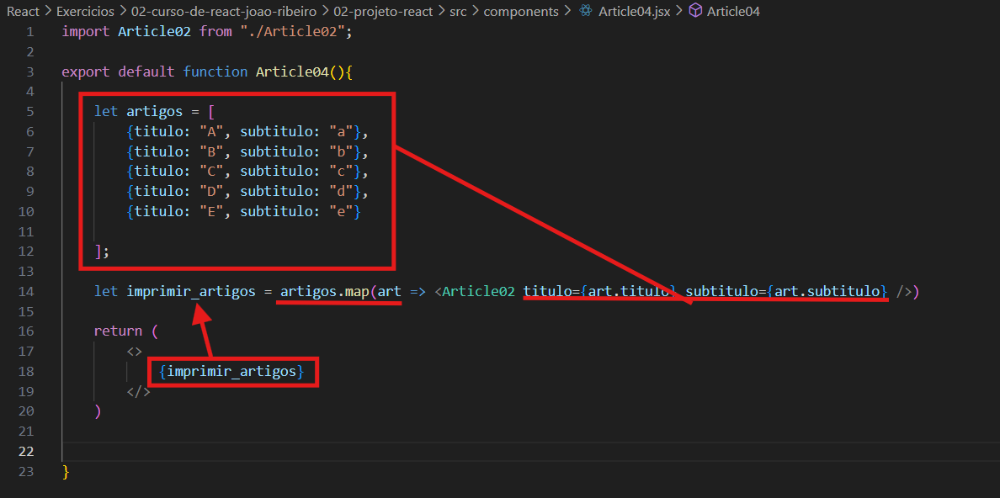 React > Exercicios > 02-curso-de-react-joao-ribeiro > 02-projeto-react > src > components > Article04.jsx > Article04
1 import Article02 from "./Article02";
2
3 export default function Article04(){
4
5 let artigos = [
6 {titulo: "A", subtitulo: "a"},
7 {titulo: "B", subtitulo: "b"},
8 {titulo: "C", subtitulo: "c"},
9 {titulo: "D", subtitulo: "d"},
10 {titulo: "E", subtitulo: "e"}
11
12 ];
13
14 let imprimir_artigos = artigos.map(art => <Article02 titulo={art.titulo} subtitulo={art.subtitulo} />)
15
16 return (
17 <>
18 {imprimir_artigos}
19 </>
20 )
21
22
23 }